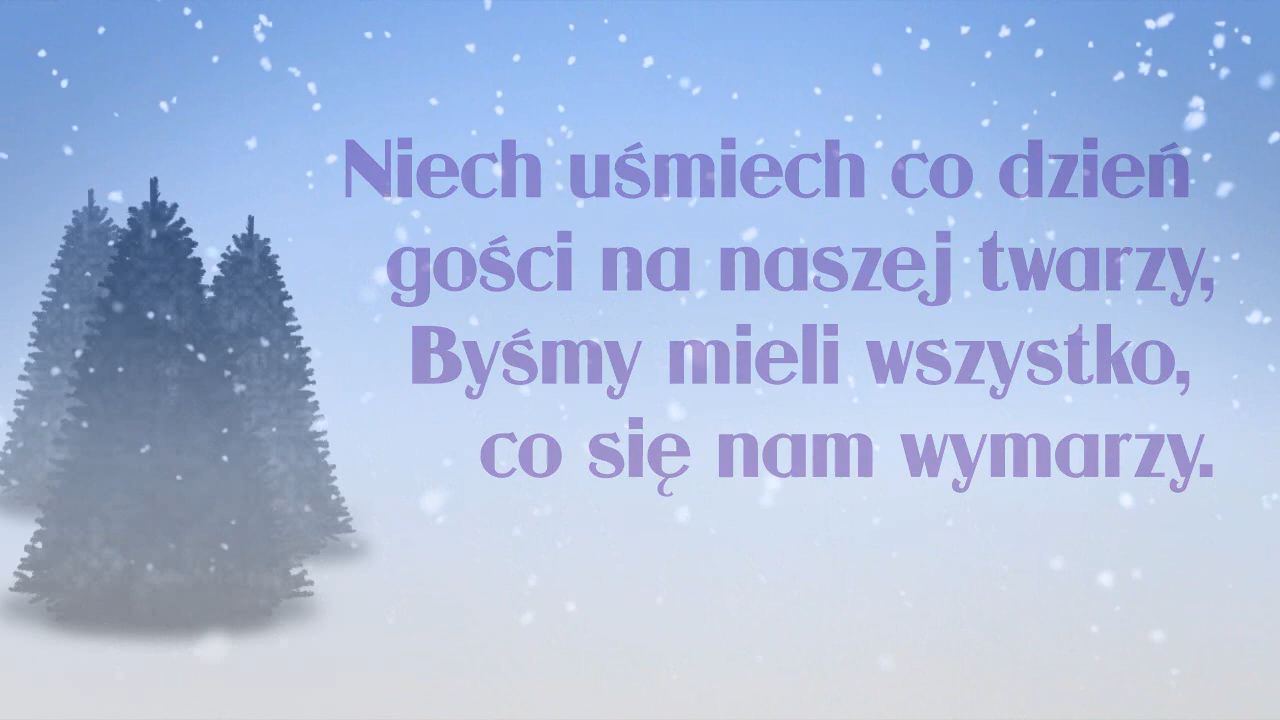 Niech uśmiech co dzień
gości na naszej twarzy,
Byśmy mieli wszystko,
co się nam wymarzy.